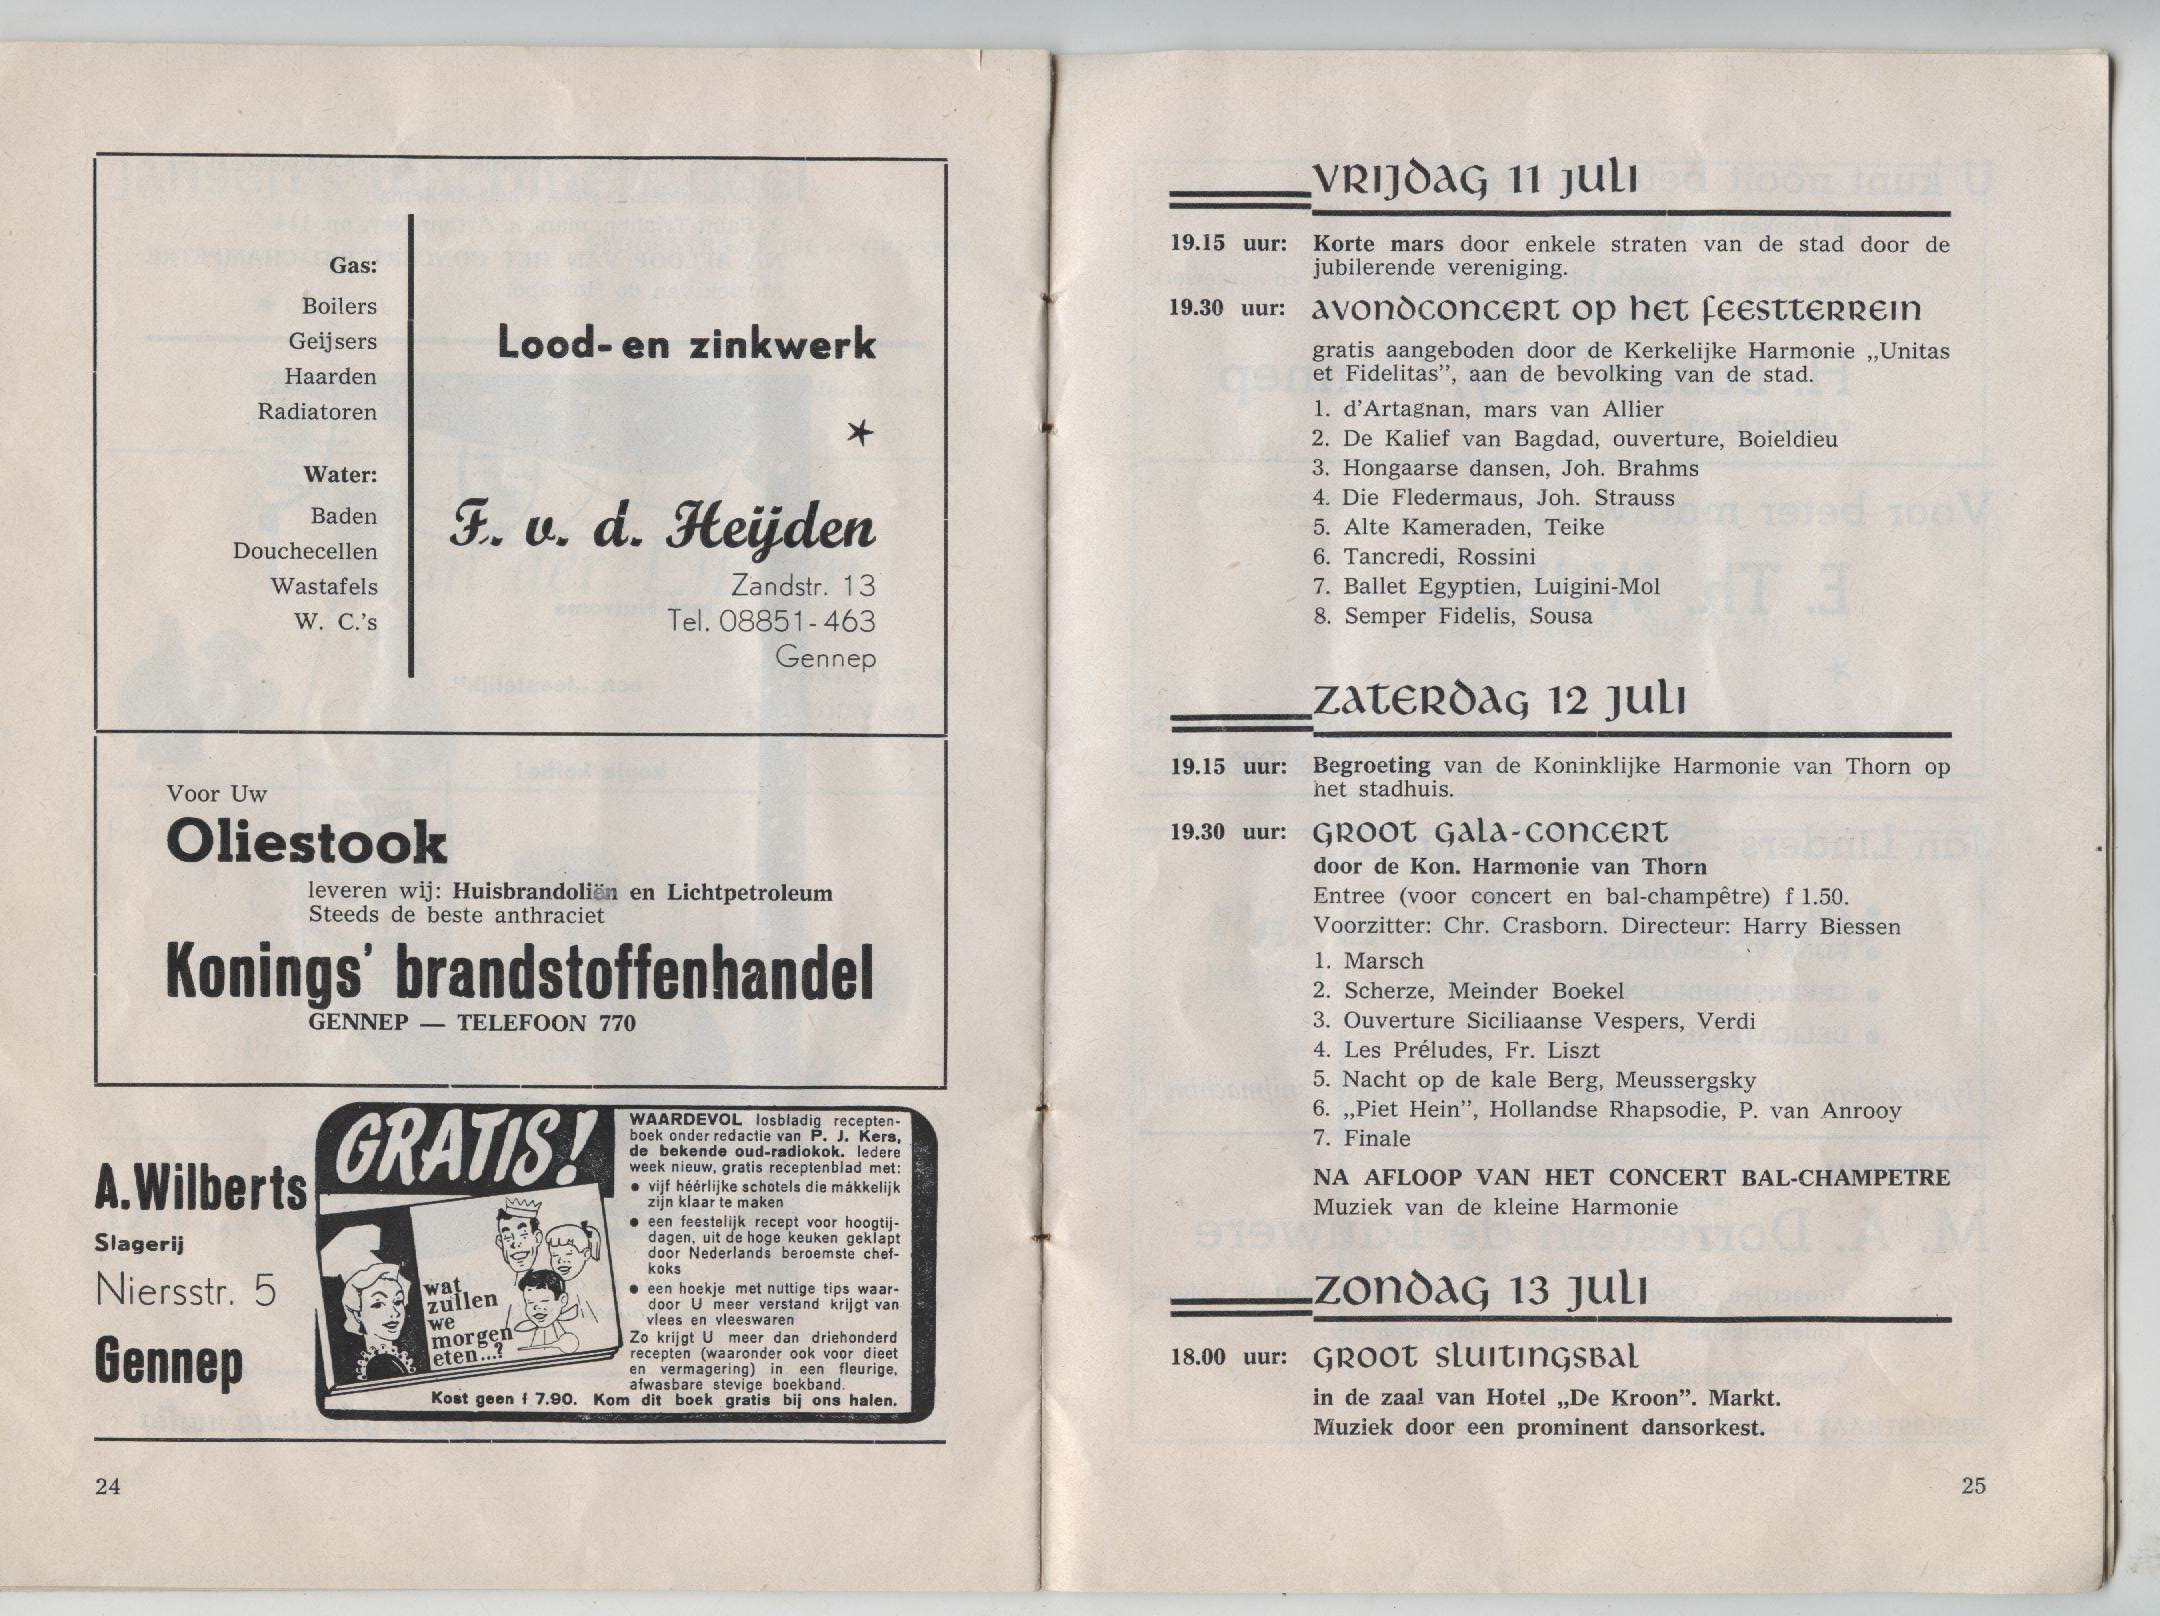 Gas:
Boilers
Geijsers
Haarden
Radiatoren
Water:
Baden
Douchecellen
Wastafels
W. C.'s
Lood- en zinkwerk
F. v. d. Heijden
Zandstr. 13
Tel. 08851-463
Gennep
Voor Uw
Oliestook
leveren wij: Huisbrandoliën en Lichtpetroleum
Steeds de beste anthraciet
Konings' brandstoffenhandel
GENNEP — TELEFOON 770
A.Wilberts
Slagerij
Niersstr. 5
Gennep
GRATIS!
wat
zullen
we
morgen
eten...?
WAARDEVOL losbladig recepten-
boek onder redactie van P. J. Kers,
de bekende oud-radiokok. Iedere
week nieuw, gratis receptenblad met:
• vijf héérlijke schotels die mákkelijk
zijn klaar te maken
• een feestelijk recept voor hoogtij-
dagen, uit de hoge keuken geklapt
door Nederlands beroemste chef-
koks
• een hoekje met nuttige tips waar-
door U meer verstand krijgt van
vlees en vleeswaren
Zo krijgt U meer dan driehonderd
recepten (waaronder ook voor dieet
en vermagering) in een fleurige,
afwasbare stevige boekband.
Kost geen f 7.90. Kom dit boek gratis bij ons halen.
24
VRIJDAG 11 JULI
19.15 uur: Korte mars door enkele straten van de stad door de
jubilerende vereniging.
19.30 uur: AVONDCONCERT OP HET FEESTTERREIN
gratis aangeboden door de Kerkelijke Harmonie „Unitas
et Fidelitas”, aan de bevolking van de stad.
1. d'Artagnan, mars van Allier
2. De Kalief van Bagdad, ouverture, Boieldieu
3. Hongaarse dansen, Joh. Brahms
4. Die Fledermaus, Joh. Strauss
5. Alte Kameraden, Teike
6. Tancredi, Rossini
7. Ballet Egyptien, Luigini-Mol
8. Semper Fidelis, Sousa
ZATERDAG 12 JULI
19.15 uur: Begroeting van de Koninklijke Harmonie van Thorn op
het stadhuis.
19.30 uur: GROOT GALA-CONCERT
door de Kon. Harmonie van Thorn
Entree (voor concert en bal-champêtre) f 1.50.
Voorzitter: Chr. Crasborn. Directeur: Harry Biessen
1. Marsch
2. Scherze, Meinder Boekel
3. Ouverture Siciliaanse Vespers, Verdi
4. Les Préludes, Fr. Liszt
5. Nacht op de kale Berg, Meussergsky
6. „Piet Hein”, Hollandse Rhapsodie, P. van Anrooy
7. Finale
NA AFLOOP VAN HET CONCERT BAL-CHAMPETRE
Muziek van de kleine Harmonie
ZONDAG 13 JULI
18.00 uur: GROOT SLUITINGSBAL
in de zaal van Hotel „De Kroon”. Markt.
Muziek door een prominent dansorkest.
25